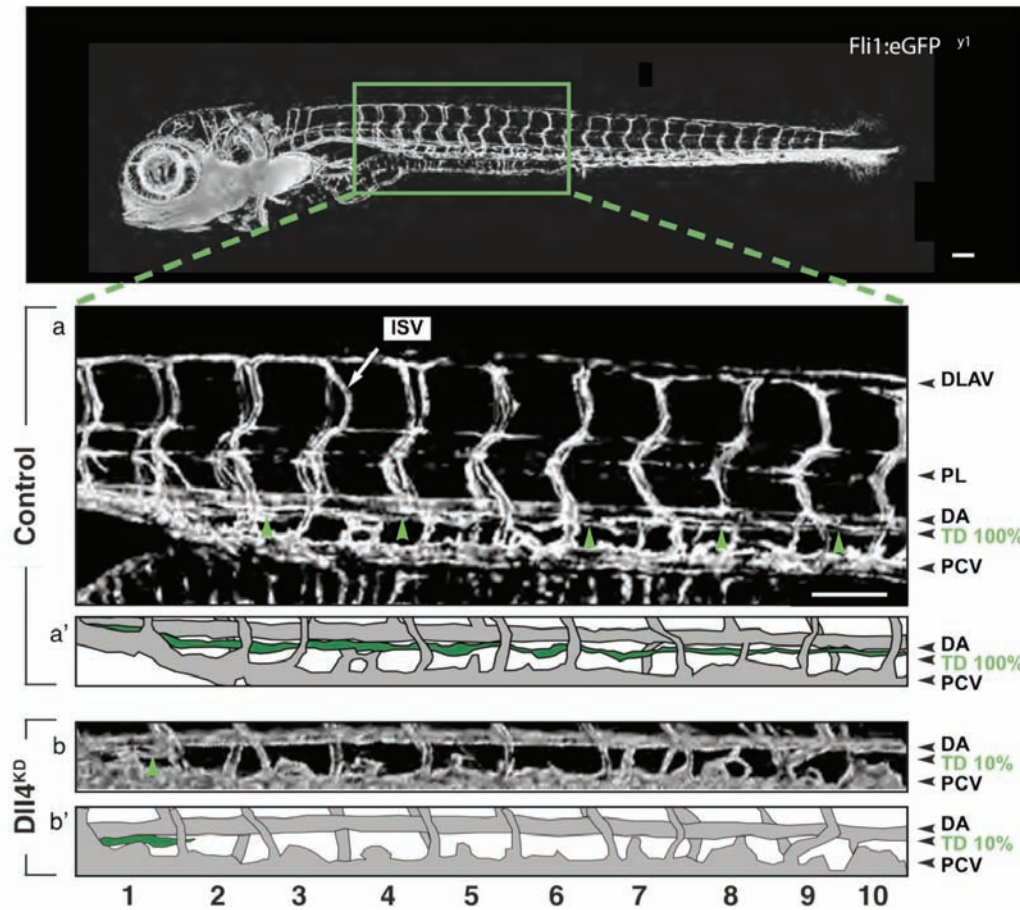 Fli1:eGFP y1
a
ISV
DLAV
PL
DA
TD 100%
PCV
Control
a’
DA
TD 100%
PCV
b
DA
TD 10%
PCV
Dll4KD
b’
DA
TD 10%
PCV
1 2 3 4 5 6 7 8 9 10